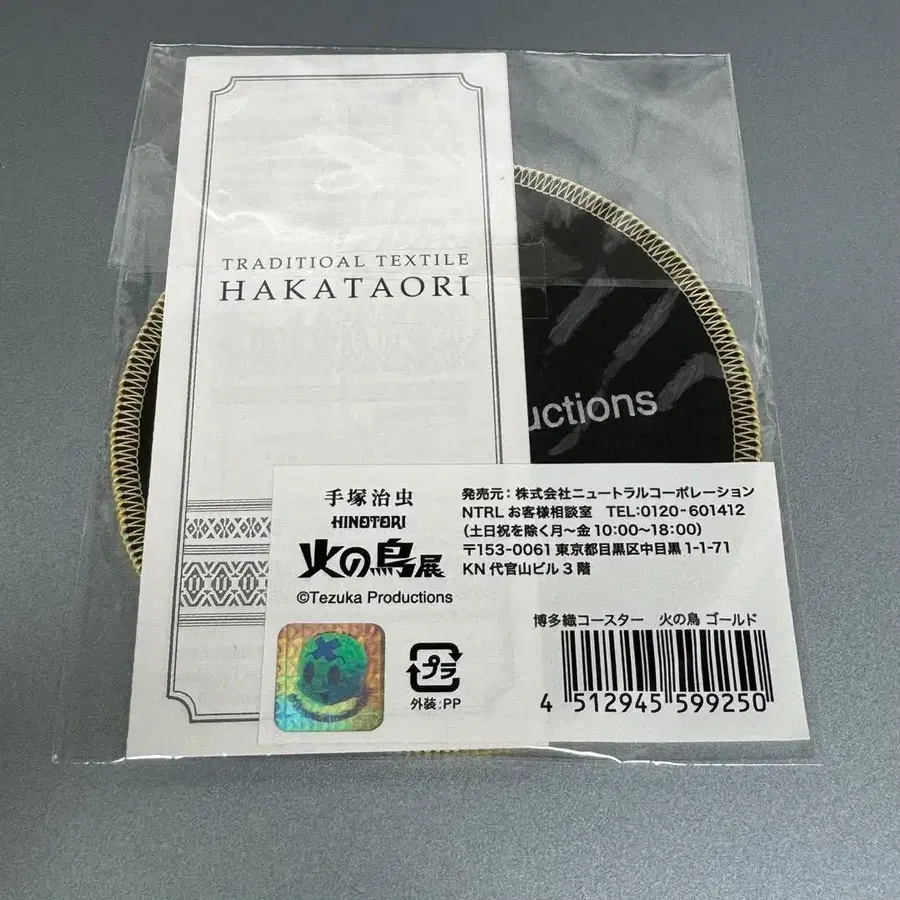 TRADITIOAL TEXTILE
HAKATAORI
uctions
手塚治虫
HINOTORI
火の鳥展
©Tezuka Productions
発売元：株式会社ニュートラルコーポレーション
NTRL お客様相談室 TEL:0120-601412
(土日祝を除く月〜金 10:00〜18:00)
〒153-0061 東京都目黒区中目黒 1-1-71
KN 代官山ビル 3 階
プラ
外装:PP
博多織コースター 火の鳥 ゴールド
4 512945 599250